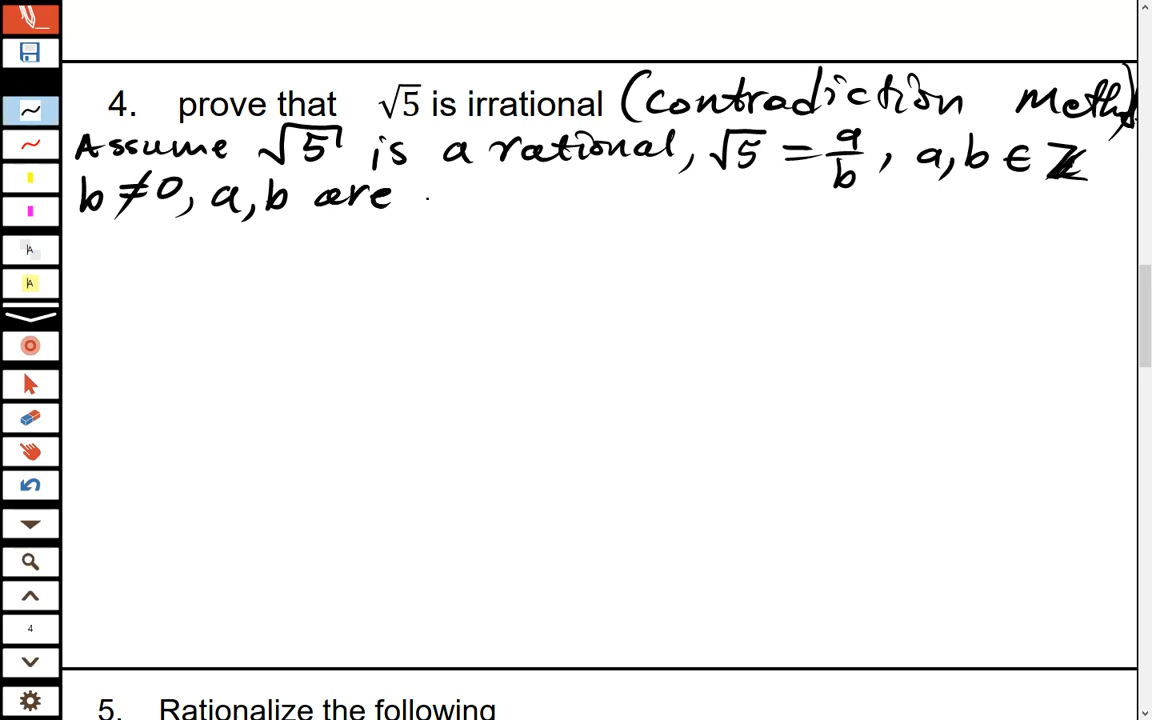 4. prove that √5 is irrational (contradiction Meth
Assume √5 is a rational, √5 = a/b, a, b ∈ Z
b ≠ 0, a, b are
4
5. Rationalize the following